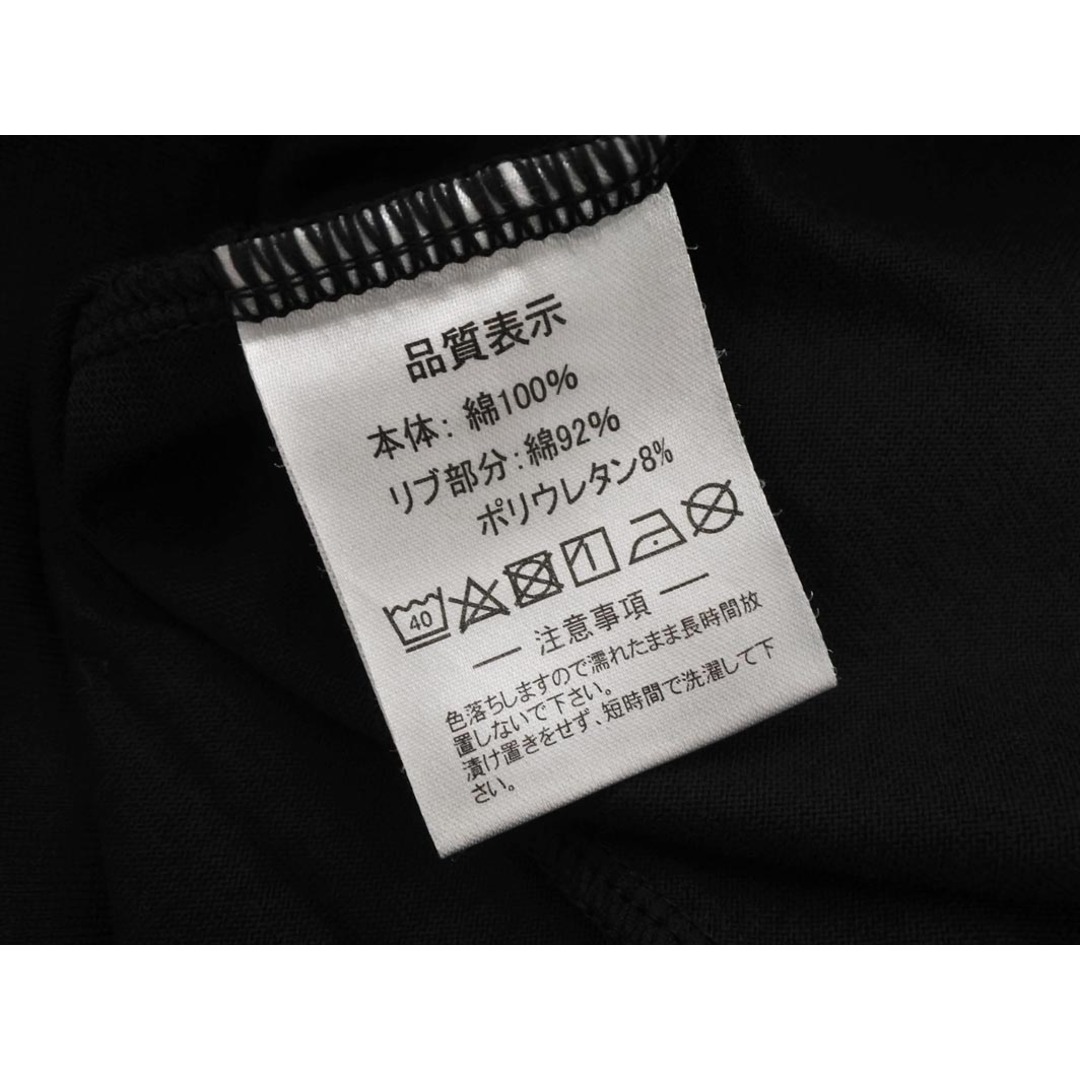 品質表示
本体: 綿100%
リブ部分: 綿92%
ポリウレタン8%
40
注意事項
色落ちしますので濡れたまま長時間放
置しないで下さい。
漬け置きをせず、短時間で洗濯して下
さい。